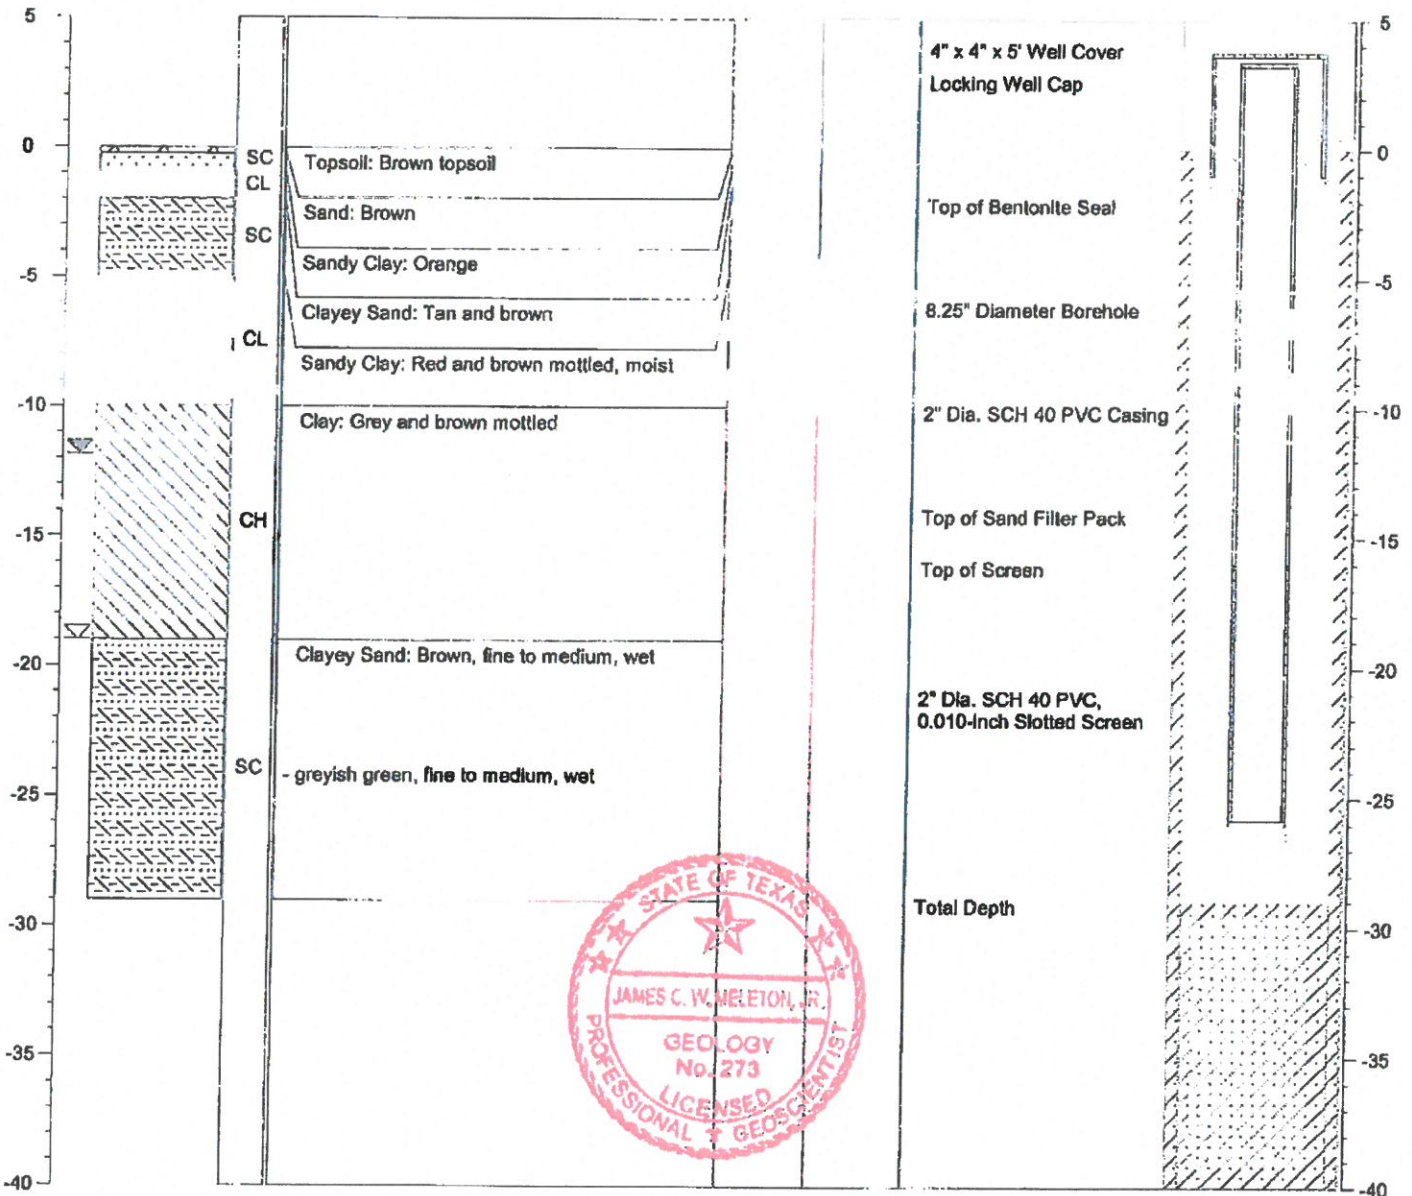 5
0
-5
-10
-15
-20
-25
-30
-35
-40
SC
CL
SC
CL
CH
SC
Topsoil: Brown topsoil
Sand: Brown
Sandy Clay: Orange
Clayey Sand: Tan and brown
Sandy Clay: Red and brown mottled, moist
Clay: Grey and brown mottled
Clayey Sand: Brown, fine to medium, wet
- greyish green, fine to medium, wet
4" x 4" x 5' Well Cover
Locking Well Cap
Top of Bentonite Seal
8.25" Diameter Borehole
2" Dia. SCH 40 PVC Casing
Top of Sand Filter Pack
Top of Screen
2" Dia. SCH 40 PVC,
0.010-inch Slotted Screen
Total Depth
5
0
-5
-10
-15
-20
-25
-30
-35
-40
STATE OF TEXAS
JAMES C. W. MELETON, JR.
GEOLOGY
No. 273
LICENSED
PROFESSIONAL GEOSCIENTIST